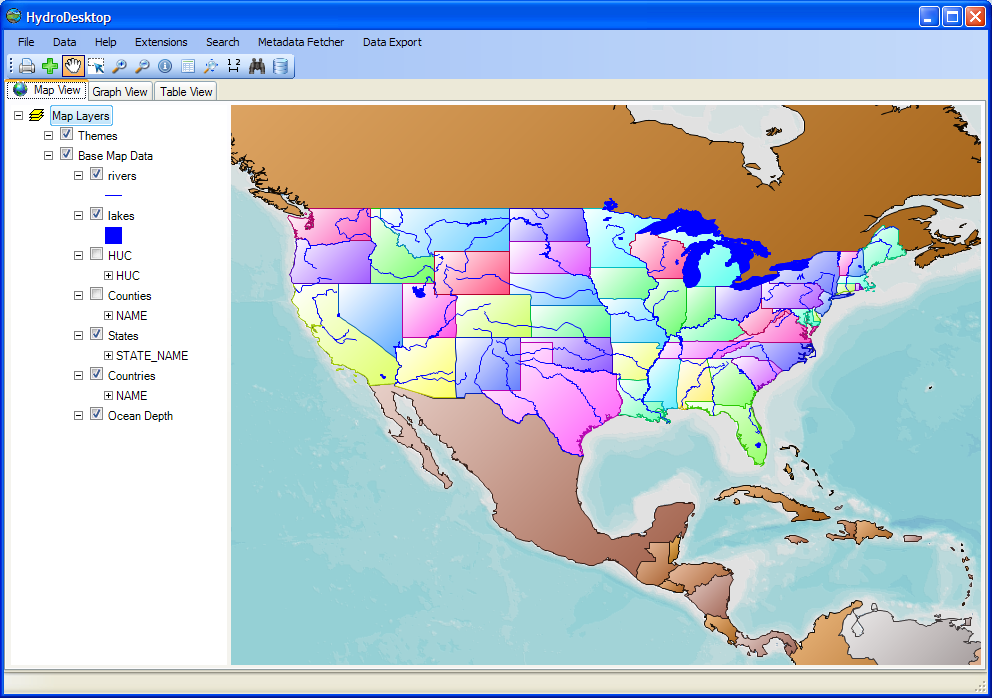 HydroDesktop
File Data Help Extensions Search Metadata Fetcher Data Export
1.2
Map View Graph View Table View
Map Layers
Themes
Base Map Data
rivers
lakes
HUC
HUC
Counties
NAME
States
STATE_NAME
Countries
NAME
Ocean Depth